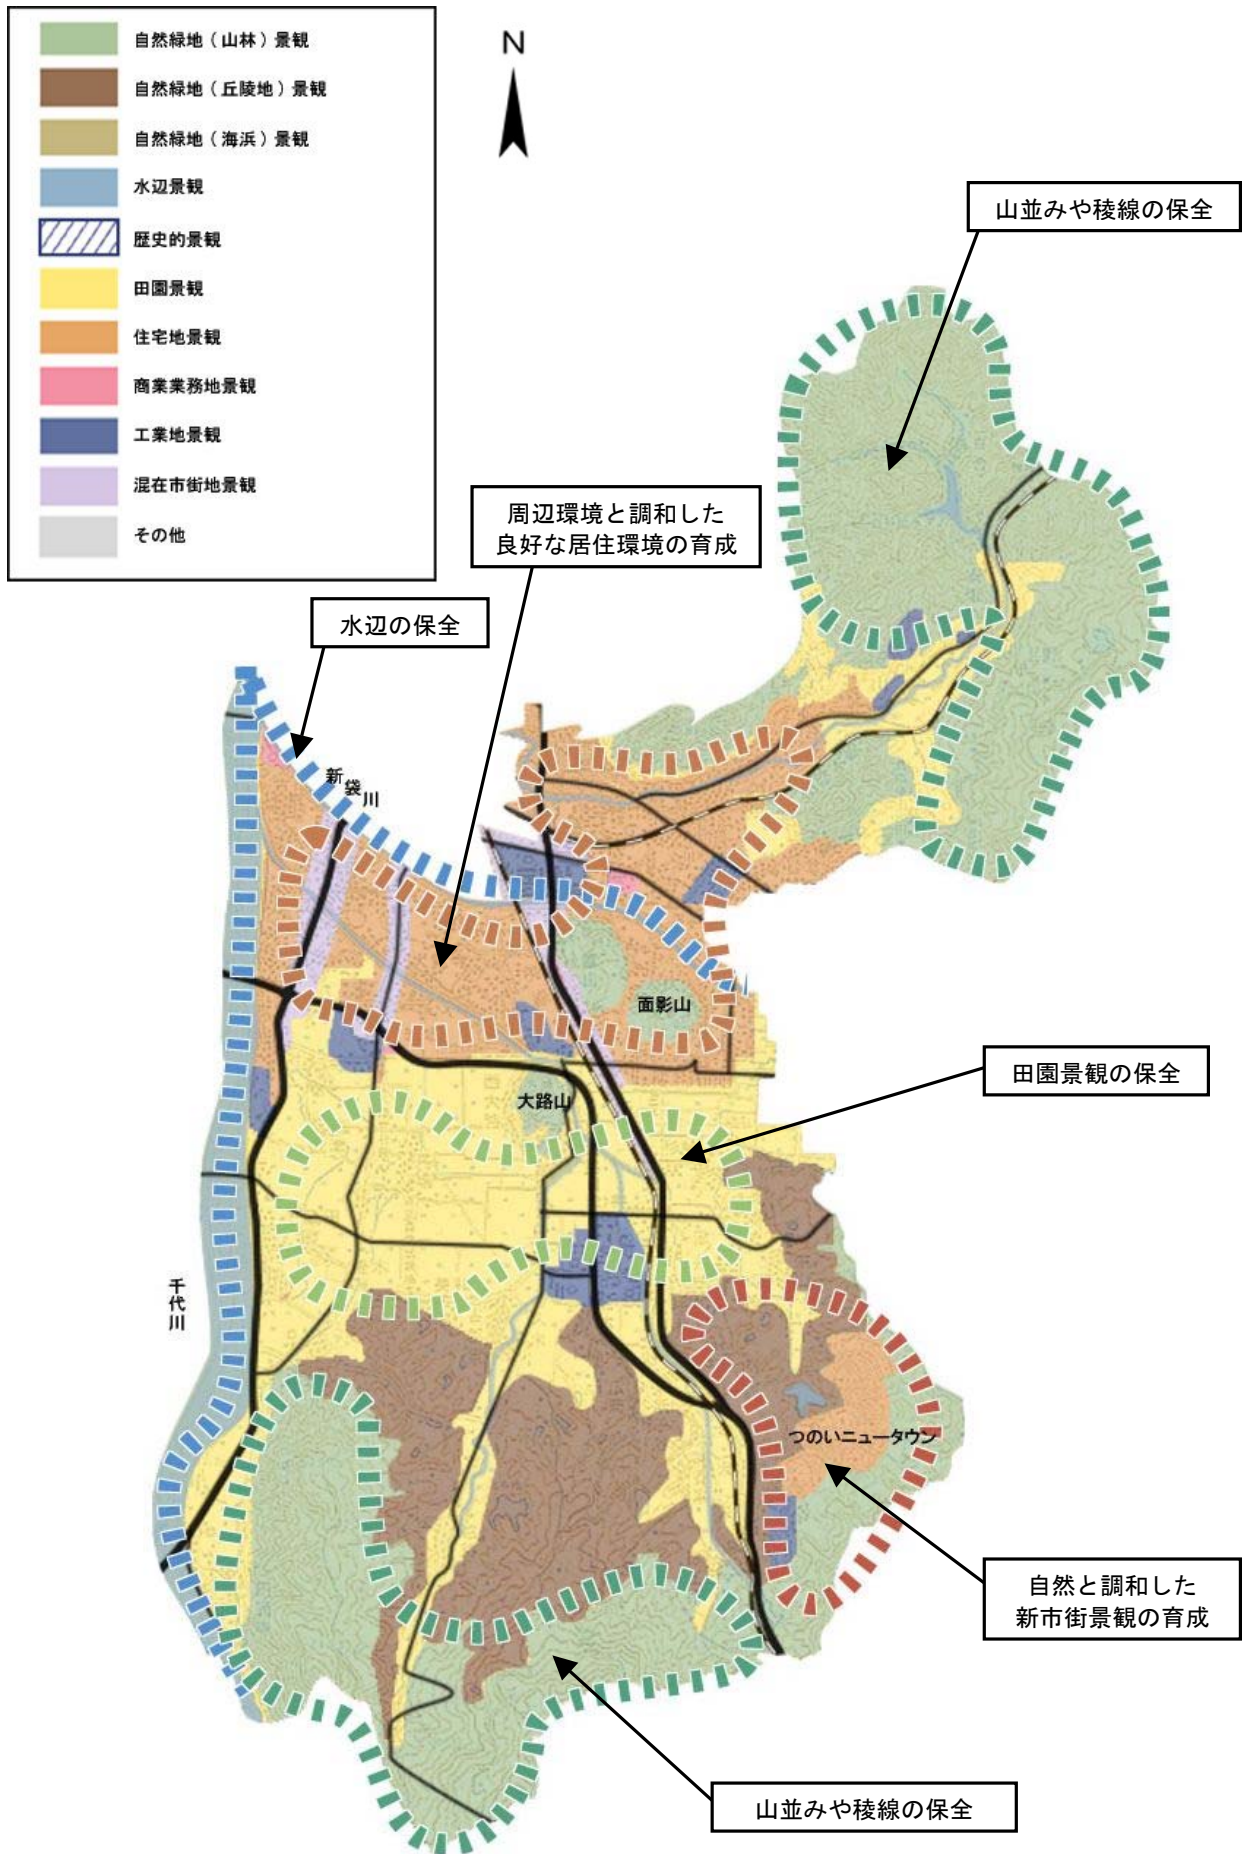 自然緑地（山林）景観
自然緑地（丘陵地）景観
自然緑地（海浜）景観
水辺景観
歴史的景観
田園景観
住宅地景観
商業業務地景観
工業地景観
混在市街地景観
その他
N
山並みや稜線の保全
周辺環境と調和した
良好な居住環境の育成
水辺の保全
新袋川
面影山
大路山
田園景観の保全
千代川
つのいニュータウン
自然と調和した
新市街景観の育成
山並みや稜線の保全